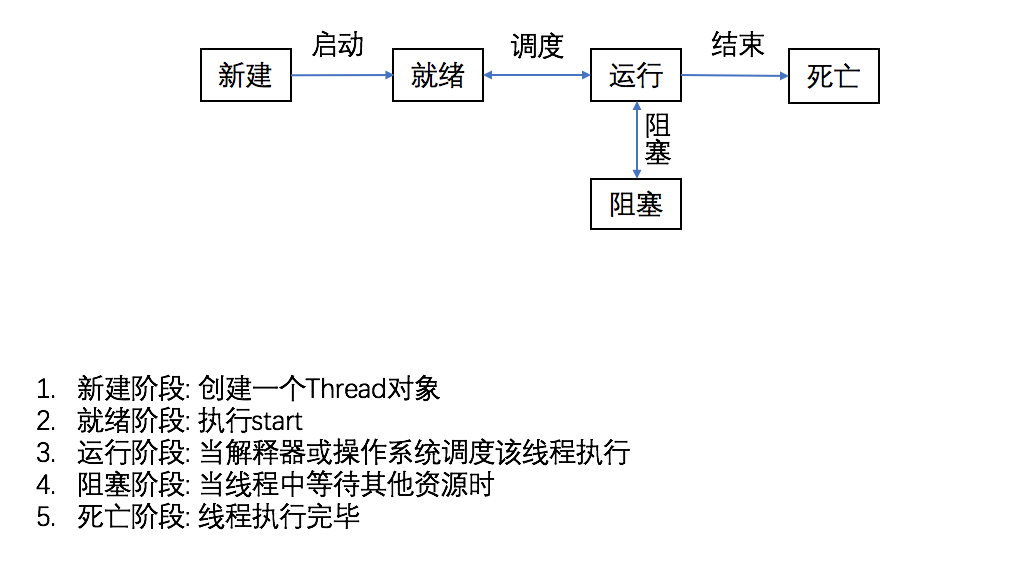 启动
调度
结束
新建
就绪
运行
死亡
阻塞
阻塞
1. 新建阶段: 创建一个Thread对象
2. 就绪阶段: 执行start
3. 运行阶段: 当解释器或操作系统调度该线程执行
4. 阻塞阶段: 当线程中等待其他资源时
5. 死亡阶段: 线程执行完毕